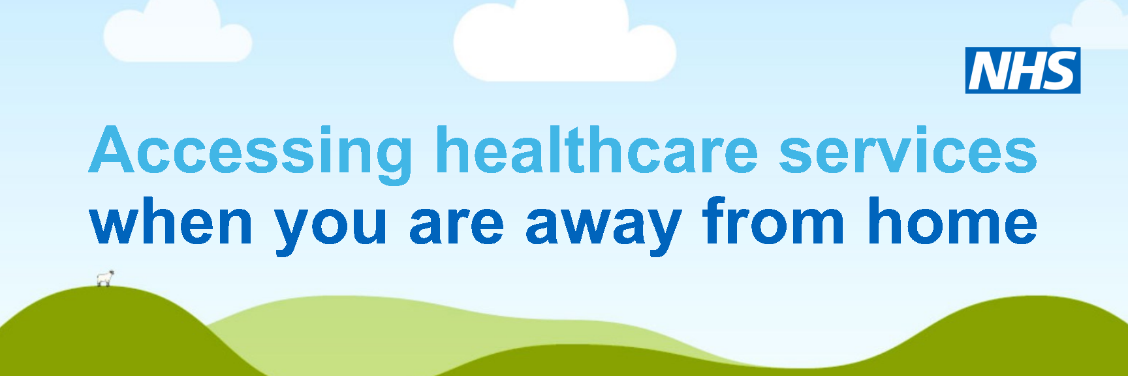 NHS
Accessing healthcare services
when you are away from home